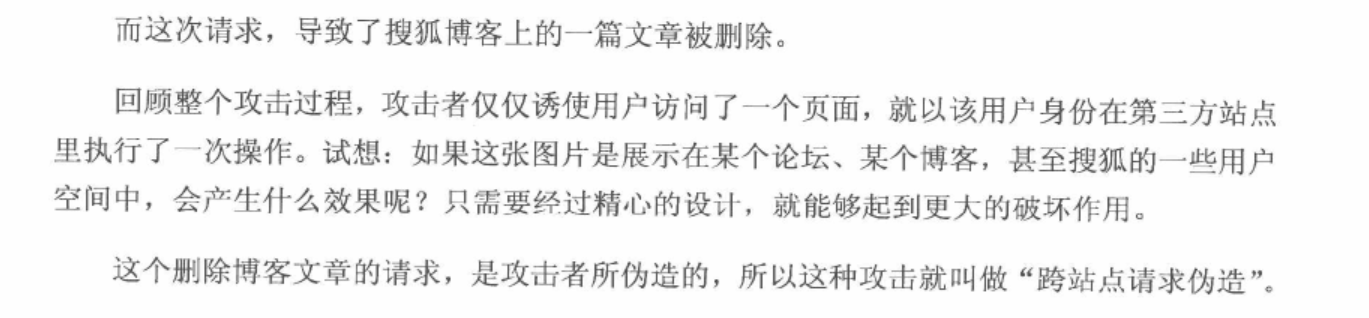 而这次请求，导致了搜狐博客上的一篇文章被删除。
回顾整个攻击过程，攻击者仅仅诱使用户访问了一个页面，就以该用户身份在第三方站点
里执行了一次操作。试想：如果这张图片是展示在某个论坛、某个博客，甚至搜狐的一些用户
空间中，会产生什么效果呢？只需要经过精心的设计，就能够起到更大的破坏作用。
这个删除博客文章的请求，是攻击者所伪造的，所以这种攻击就叫做“跨站点请求伪造”。